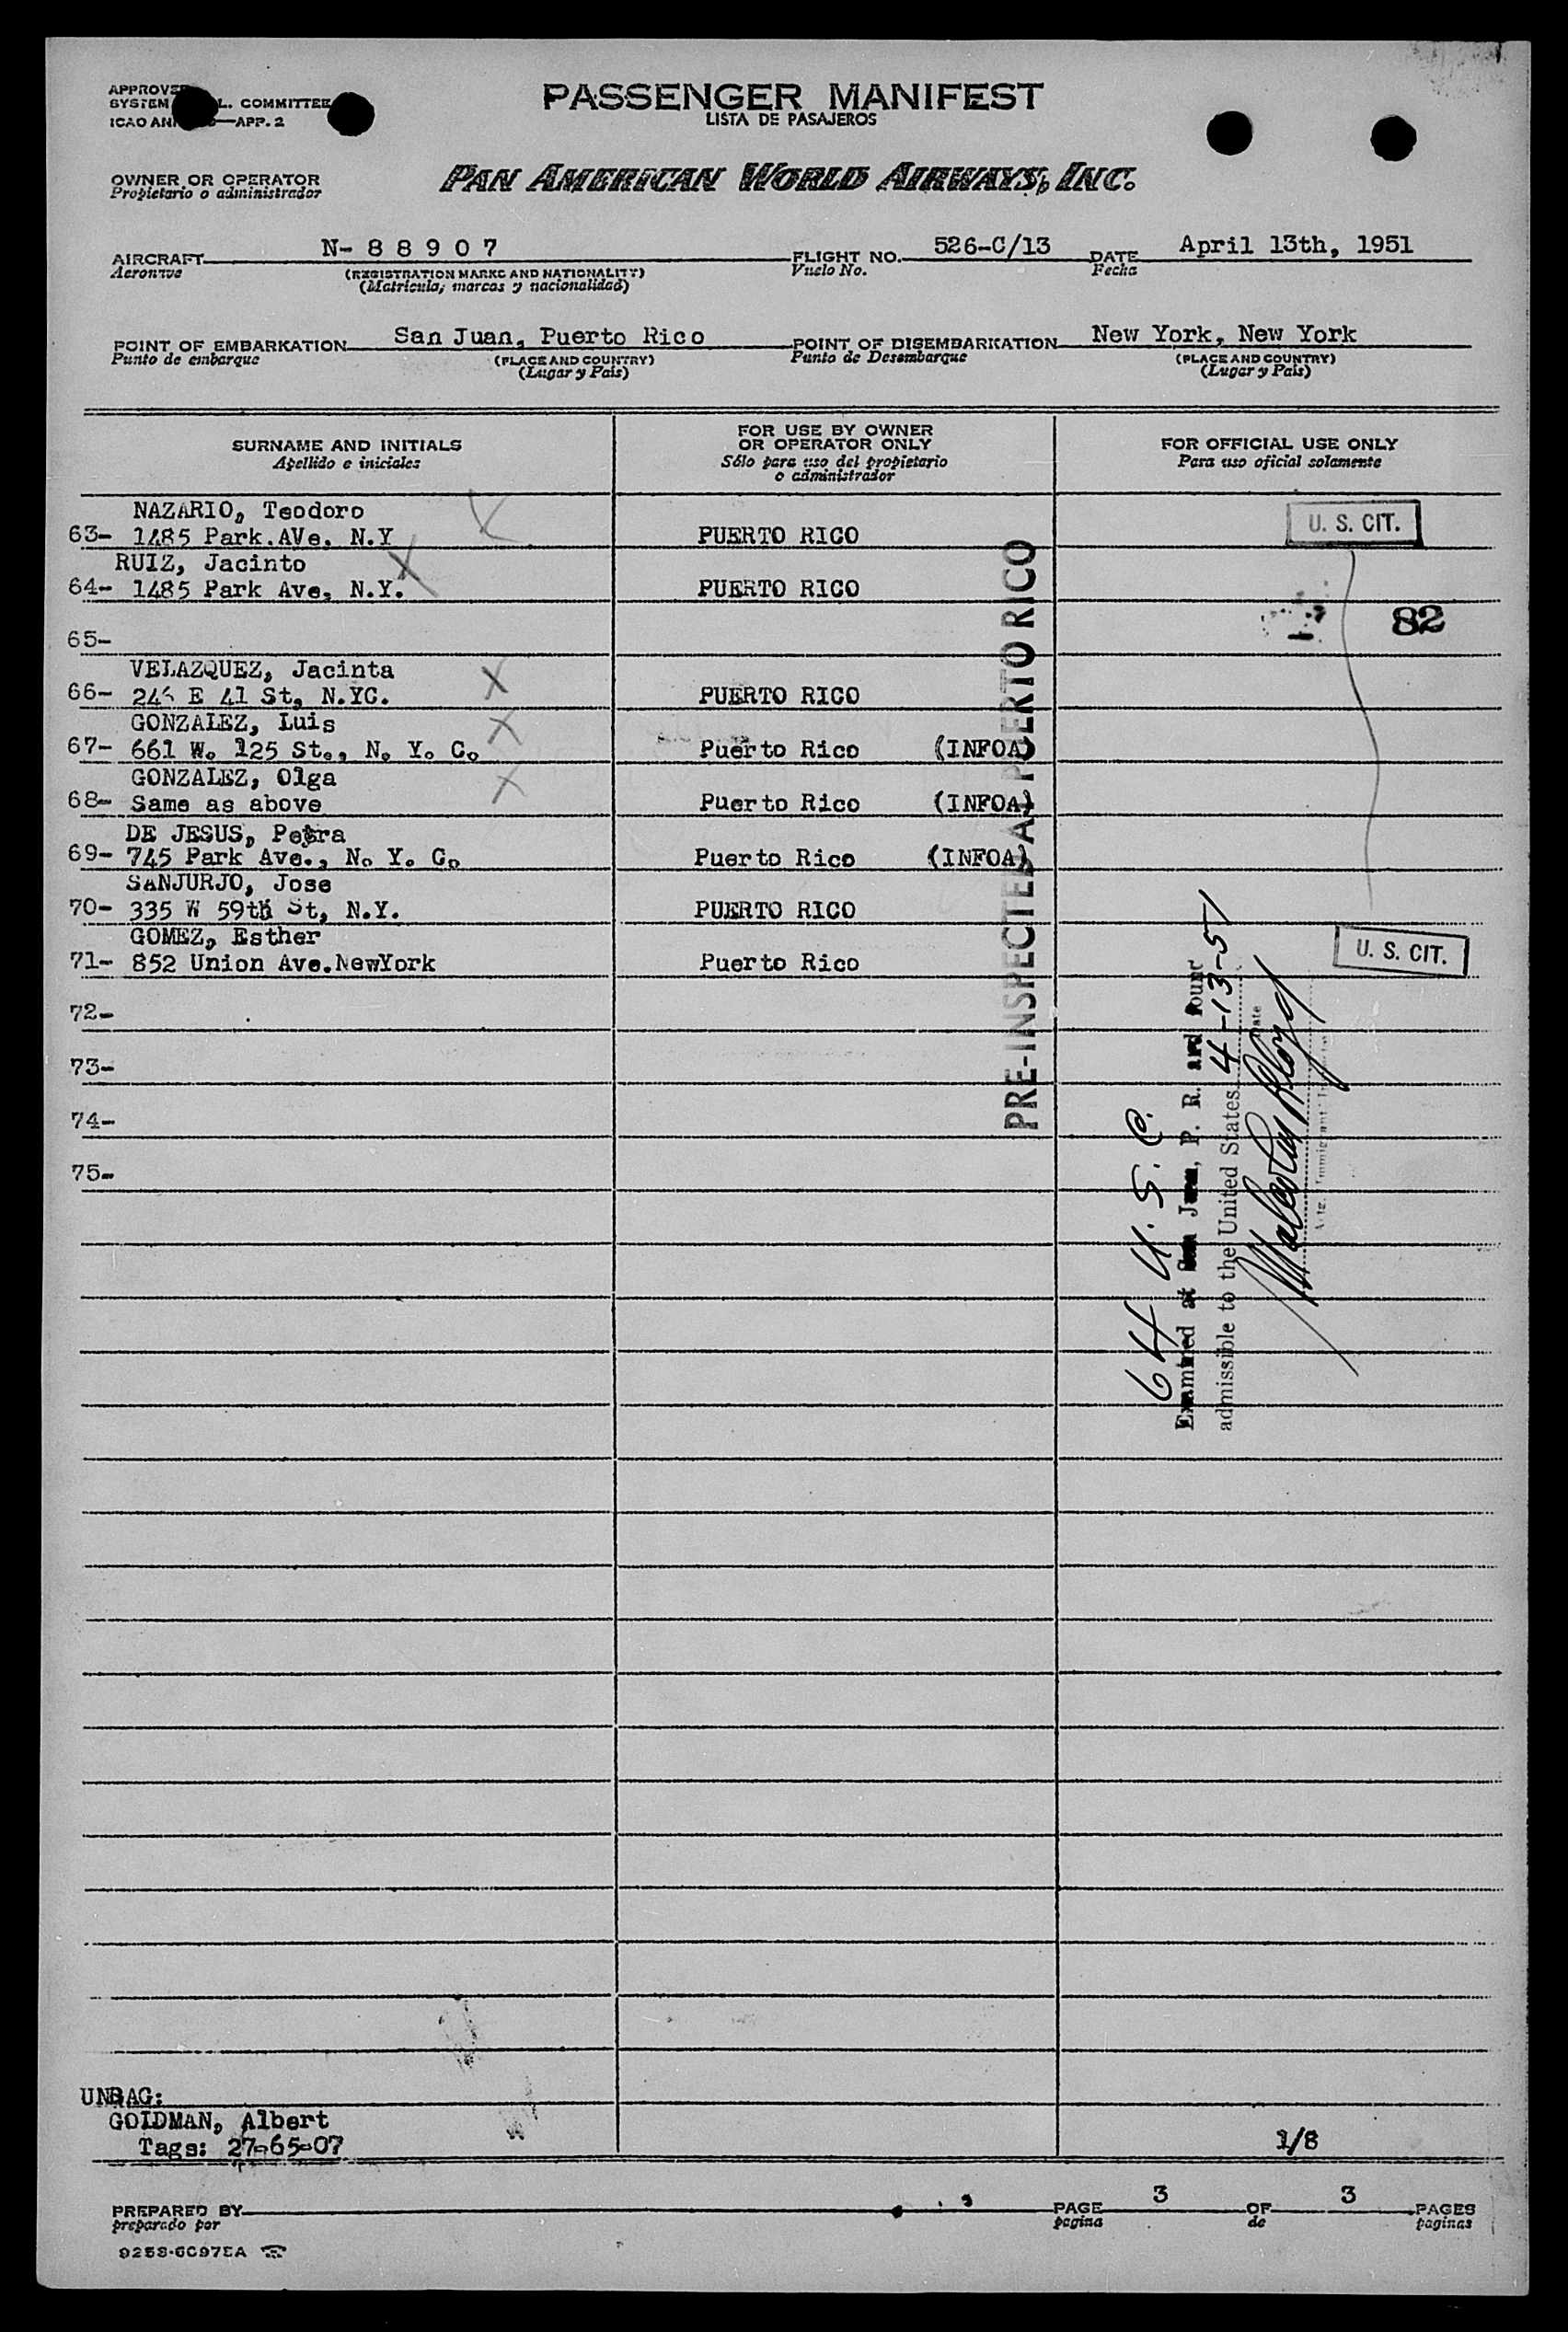 PASSENGER MANIFEST
LISTA DE PASAJEROS
SYSTEM L. COMMITTEE
ICAO APP. 2
OWNER OR OPERATOR
Propietario o administrador
PAN AMERICAN WORLD AIRWAYS, INC.
AIRCRAFT N- 8 8 9 0 7 FLIGHT NO. 526-C/13 DATE April 13th, 1951
Aeronave Vuelo No. Fecha
(REGISTRATION MARKS AND NATIONALITY)
(Matricula, marcas y nacionalidad)
POINT OF EMBARKATION San Juan, Puerto Rico POINT OF DISEMBARKATION New York, New York
Punto de embarque (PLACE AND COUNTRY) Punto de Desembarque (PLACE AND COUNTRY)
(Lugar y Pais) (Lugar y Pais)
SURNAME AND INITIALS
Apellido e iniciales
FOR USE BY OWNER
OR OPERATOR ONLY
Sólo para uso del propietario
o administrador
FOR OFFICIAL USE ONLY
Para uso oficial solamente
NAZARIO, Teodoro
63- 1485 Park.AVe. N.Y PUERTO RICO U. S. CIT.
RUIZ, Jacinto
64- 1485 Park Ave, N.Y. PUERTO RICO
65- 82
VELAZQUEZ, Jacinta
66- E 41 St, N.YC. PUERTO RICO
GONZALEZ, Luis
67- 661 W. 125 St., N. Y. C. Puerto Rico (INFOA)
GONZALEZ, Olga
68- Same as above Puerto Rico (INFOA)
DE JESUS, Petra
69- 745 Park Ave., N. Y. C. Puerto Rico (INFOA)
SANJURJO, Jose
70- 335 W 59th St, N.Y. PUERTO RICO
GOMEZ, Esther
71- 852 Union Ave.NewYork Puerto Rico U. S. CIT.
72-
73-
74-
75-
PRE-INSPECTED AT PUERTO RICO
64 U. S. C.
Examined at San Juan, P. R. and found
admissible to the United States 4-13-51
Date
UNBAG:
GOLDMAN, Albert
Tags: 27-65-07
1/8
PREPARED BY PAGE 3 OF 3 PAGES
preparado por pagina de paginas